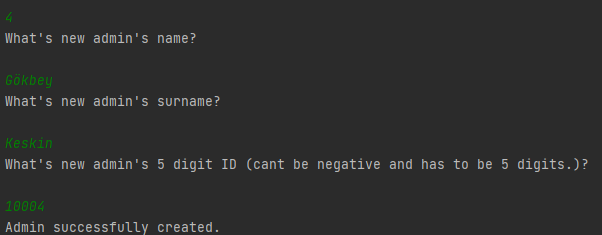 4
What's new admin's name?
Gökbey
What's new admin's surname?
Keskin
What's new admin's 5 digit ID (cant be negative and has to be 5 digits.)?
10004
Admin successfully created.